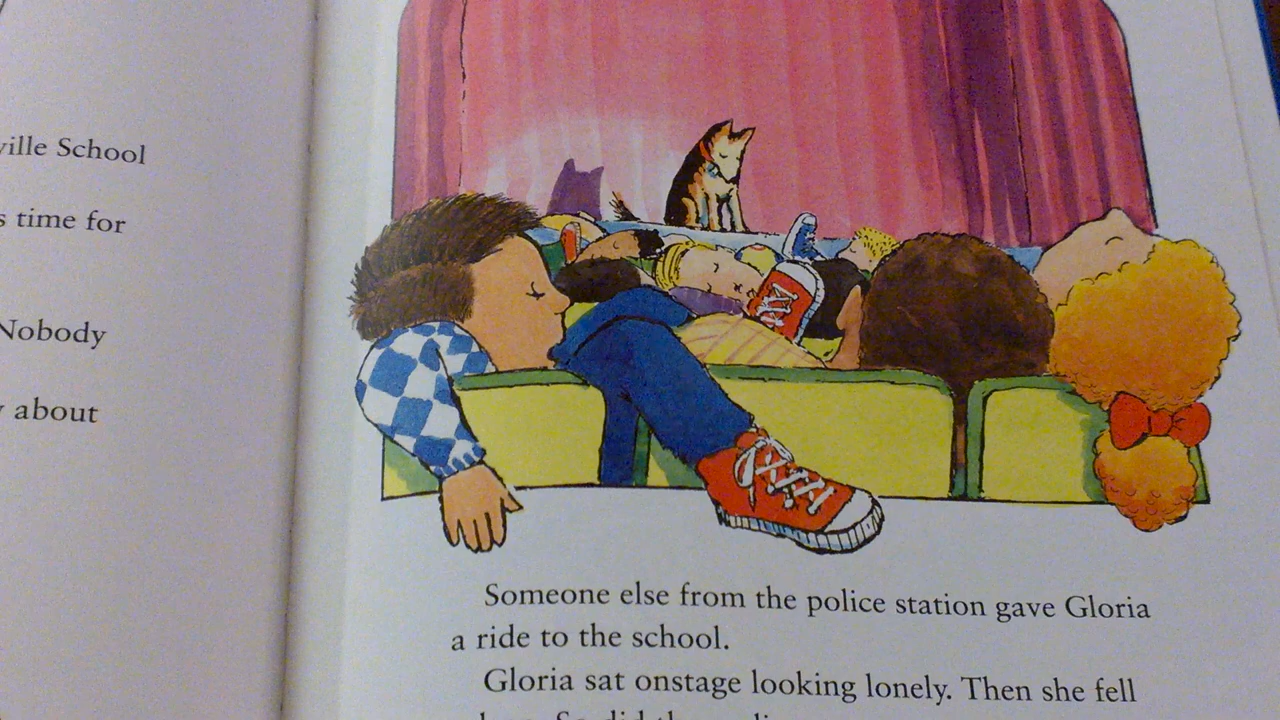 School
time for
Nobody
about
Someone else from the police station gave Gloria
a ride to the school.
Gloria sat onstage looking lonely. Then she fell